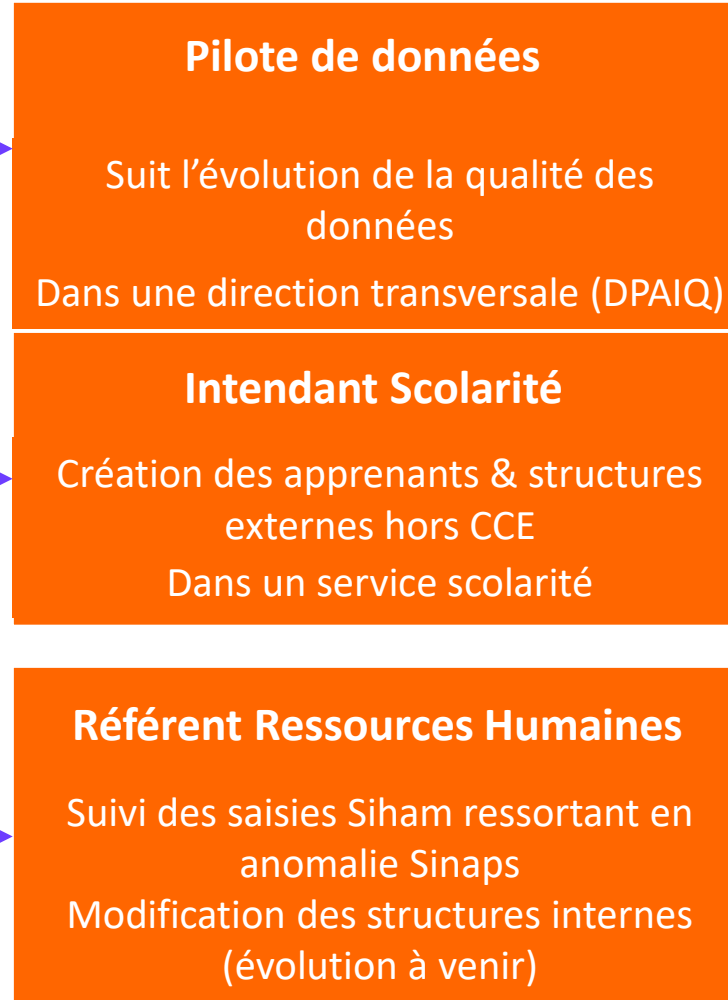 Pilote de données
Suit l’évolution de la qualité des
données
Dans une direction transversale (DPAIQ)
Intendant Scolarité
Création des apprenants & structures
externes hors CCE
Dans un service scolarité
Référent Ressources Humaines
Suivi des saisies Siham ressortant en
anomalie Sinaps
Modification des structures internes
(évolution à venir)